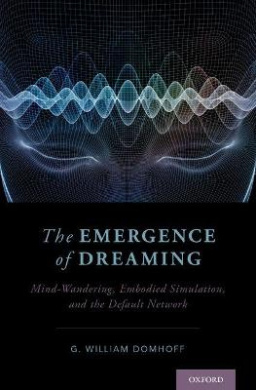 The EMERGENCE
of DREAMING
Mind-Wandering, Embodied Simulation,
and the Default Network
G. WILLIAM DOMHOFF
OXFORD